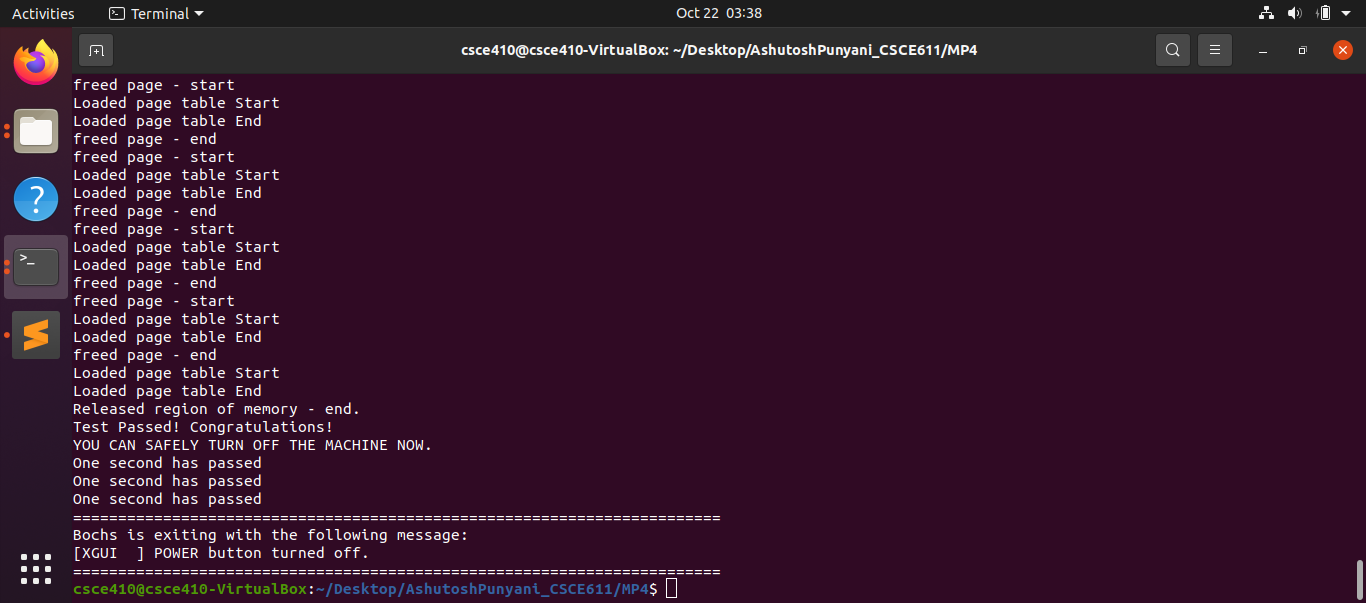 Activities
Terminal
Oct 22 03:38
csce410@csce410-VirtualBox: ~/Desktop/AshutoshPunyani_CSCE611/MP4
freed page - start
Loaded page table Start
Loaded page table End
freed page - end
freed page - start
Loaded page table Start
Loaded page table End
freed page - end
freed page - start
Loaded page table Start
Loaded page table End
freed page - end
freed page - start
Loaded page table Start
Loaded page table End
freed page - end
Loaded page table Start
Loaded page table End
Released region of memory - end.
Test Passed! Congratulations!
YOU CAN SAFELY TURN OFF THE MACHINE NOW.
One second has passed
One second has passed
One second has passed
========================================================================
Bochs is exiting with the following message:
[XGUI  ] POWER button turned off.
========================================================================
csce410@csce410-VirtualBox:~/Desktop/AshutoshPunyani_CSCE611/MP4$